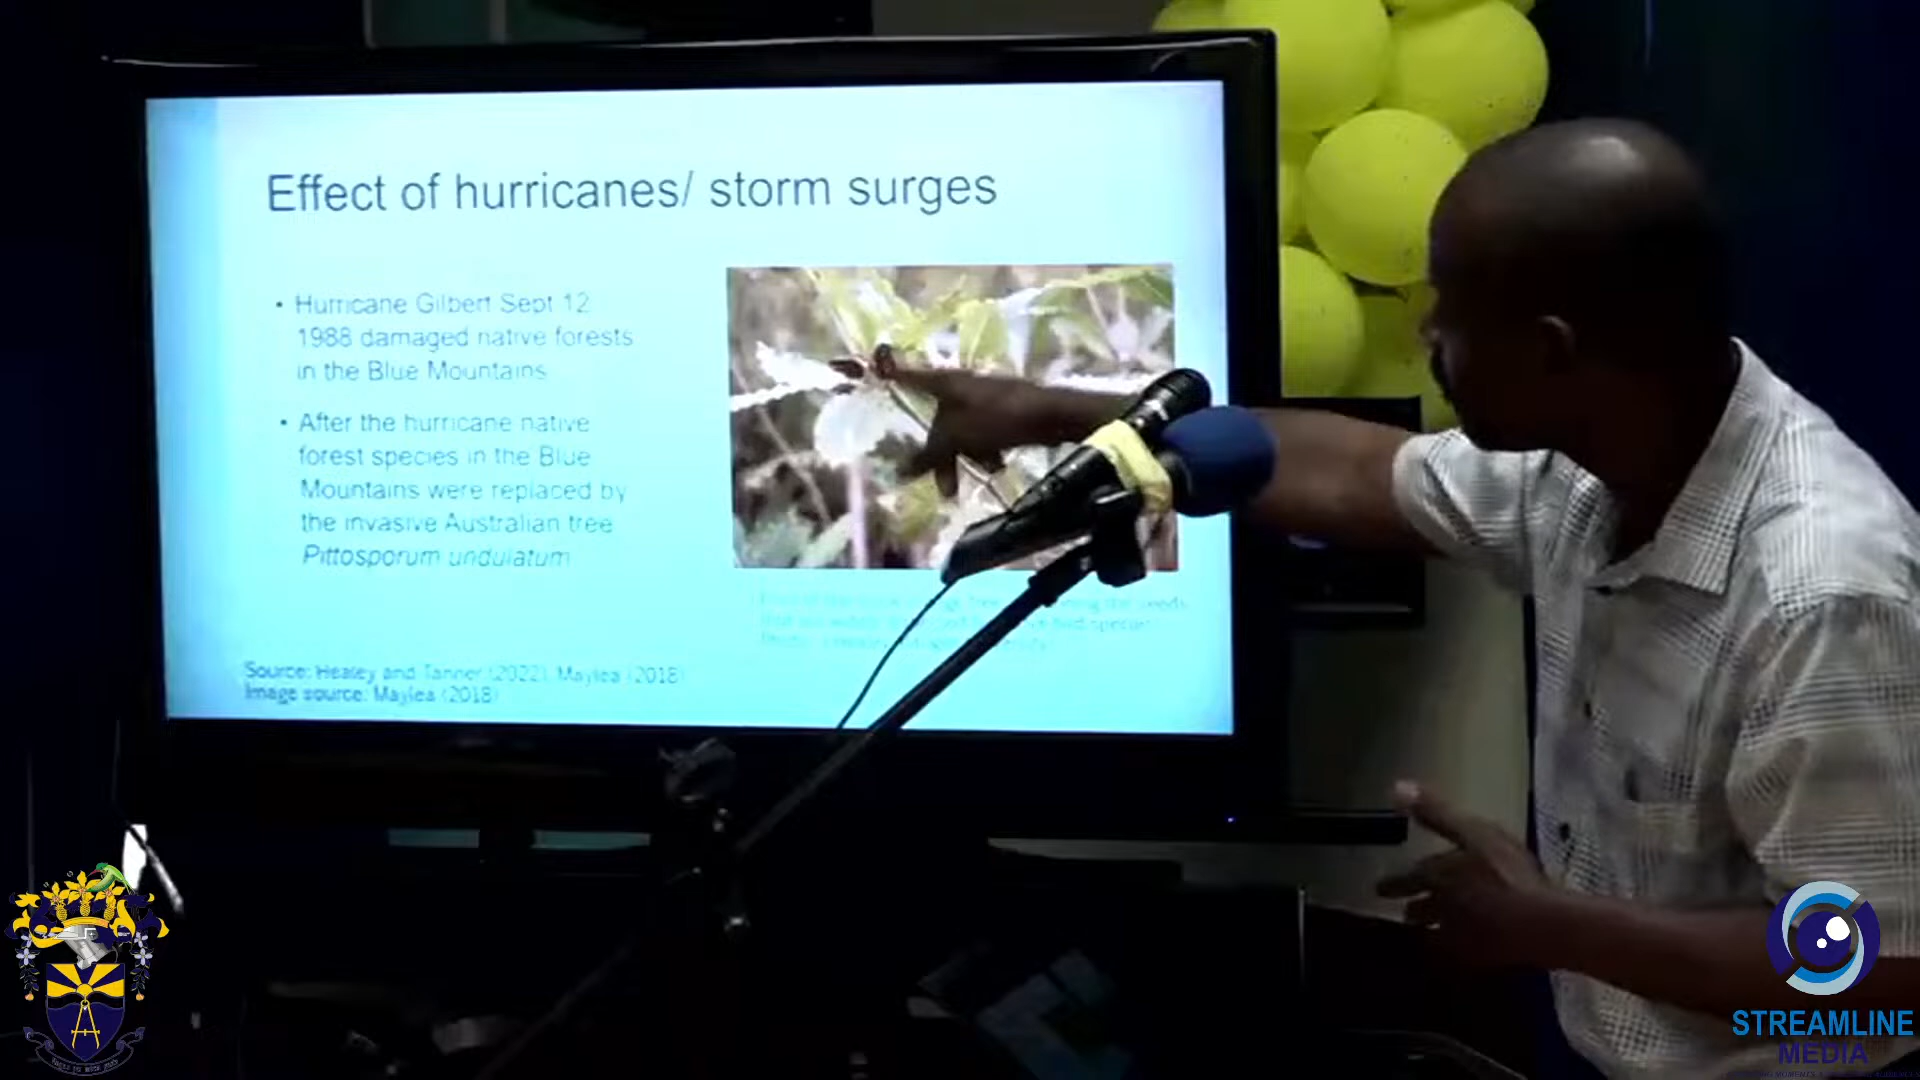 Effect of hurricanes/ storm surges
• Hurricane Gilbert Sept 12
1988 damaged native forests
in the Blue Mountains
• After the hurricane native
forest species in the Blue
Mountains were replaced by
the invasive Australian tree
Pittosporum undulatum
Source: Healey and Tanner (2022), Maylea (2018)
Image source: Maylea (2018)
STREAMLINE
MEDIA